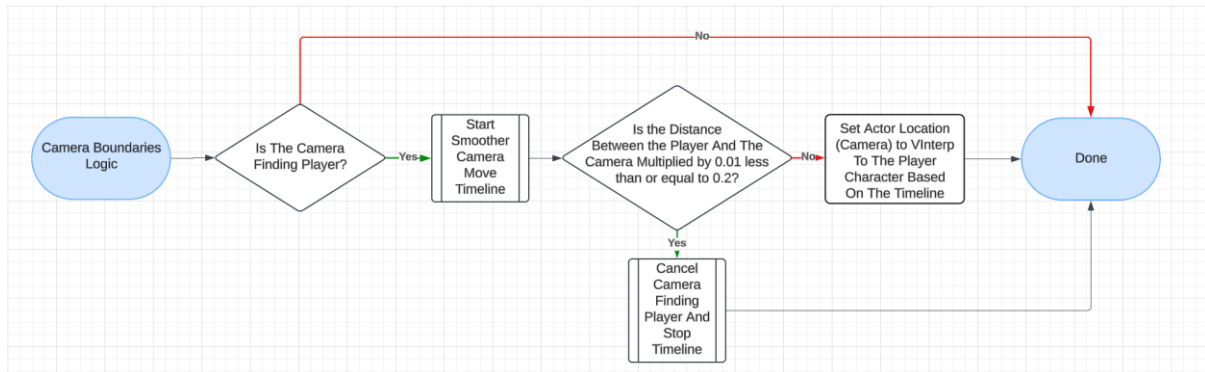 No
Camera Boundaries
Logic
Is The Camera
Finding Player?
Yes
Start
Smoother
Camera
Move
Timeline
Is the Distance
Between the Player And The
Camera Multiplied by 0.01 less
than or equal to 0.2?
No
Set Actor Location
(Camera) to VInterp
To The Player
Character Based
On The Timeline
Done
Yes
Cancel
Camera
Finding
Player And
Stop
Timeline